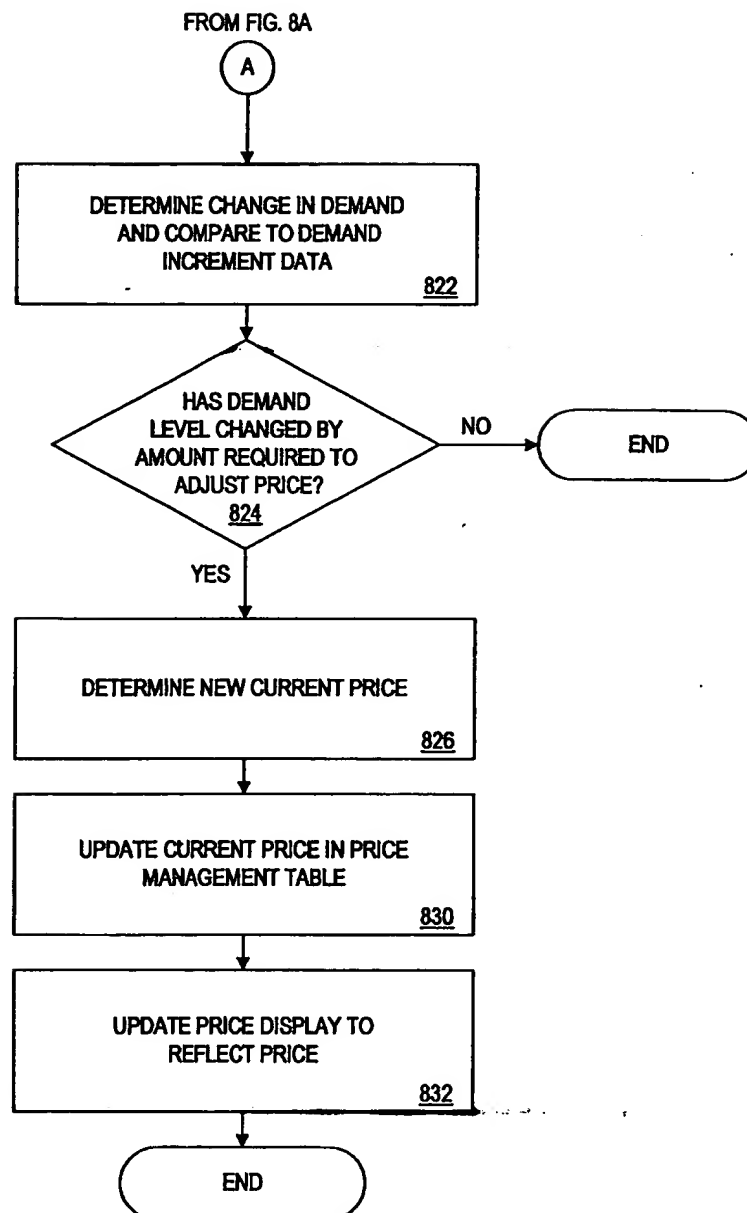 FROM FIG. 8A
A
DETERMINE CHANGE IN DEMAND
AND COMPARE TO DEMAND
INCREMENT DATA
822
HAS DEMAND
LEVEL CHANGED BY
AMOUNT REQUIRED TO
ADJUST PRICE?
824
NO
END
YES
DETERMINE NEW CURRENT PRICE
826
UPDATE CURRENT PRICE IN PRICE
MANAGEMENT TABLE
830
UPDATE PRICE DISPLAY TO
REFLECT PRICE
832
END